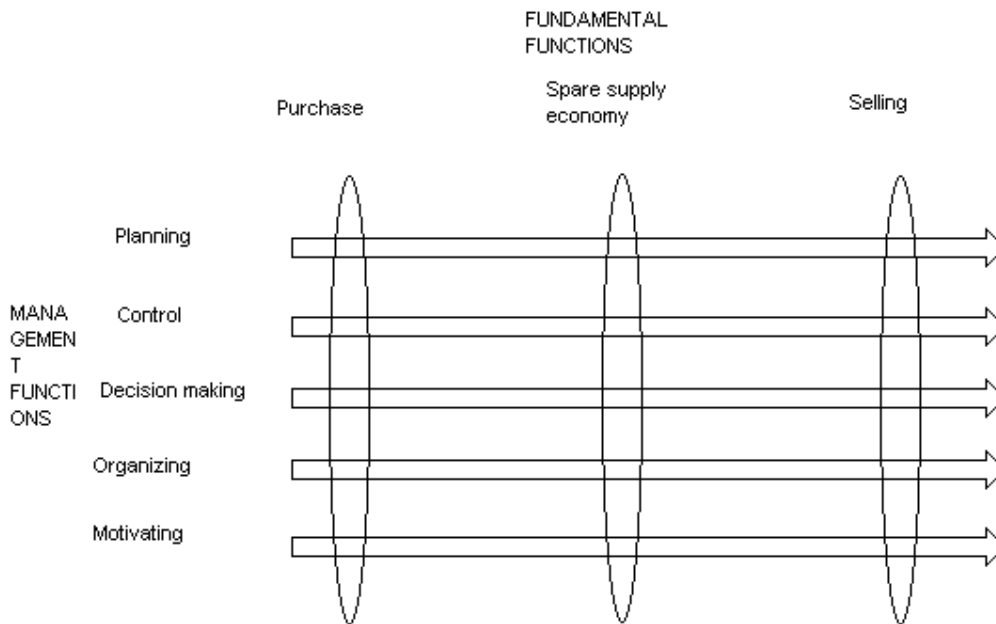 FUNDAMENTAL
FUNCTIONS
Purchase
Spare supply
economy
Selling
Planning
MANA
GEMEN
T
FUNCTI
ONS
Control
Decision making
Organizing
Motivating